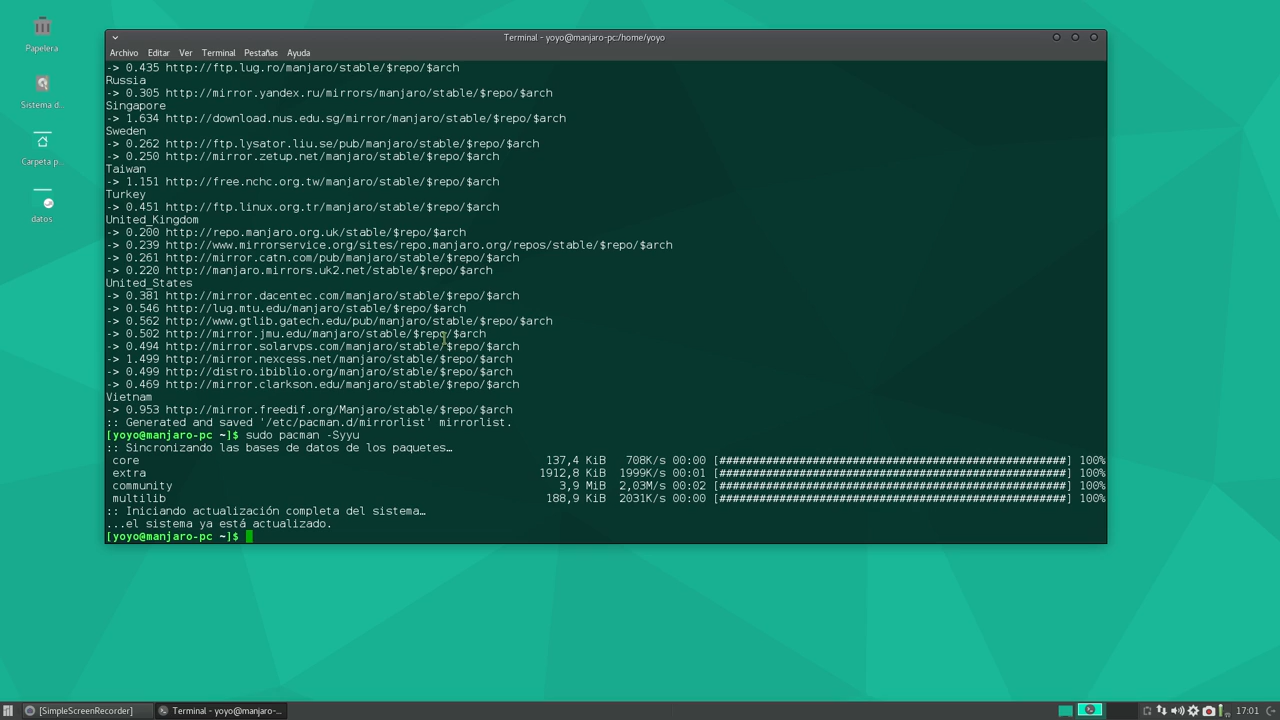 Papelera
Sistema d...
Carpeta p...
datos
Terminal - yoyo@manjaro-pc:/home/yoyo
Archivo Editar Ver Terminal Pestañas Ayuda
-> 0.435 http://ftp.lug.ro/manjaro/stable/$repo/$arch
Russia
-> 0.305 http://mirror.yandex.ru/mirrors/manjaro/stable/$repo/$arch
Singapore
-> 1.634 http://download.nus.edu.sg/mirror/manjaro/stable/$repo/$arch
Sweden
-> 0.262 http://ftp.lysator.liu.se/pub/manjaro/stable/$repo/$arch
-> 0.250 http://mirror.zetup.net/manjaro/stable/$repo/$arch
Taiwan
-> 1.151 http://free.nchc.org.tw/manjaro/stable/$repo/$arch
Turkey
-> 0.451 http://ftp.linux.org.tr/manjaro/stable/$repo/$arch
United_Kingdom
-> 0.200 http://repo.manjaro.org.uk/stable/$repo/$arch
-> 0.239 http://www.mirrorservice.org/sites/repo.manjaro.org/repos/stable/$repo/$arch
-> 0.261 http://mirror.catn.com/pub/manjaro/stable/$repo/$arch
-> 0.220 http://manjaro.mirrors.uk2.net/stable/$repo/$arch
United_States
-> 0.381 http://mirror.dacentec.com/manjaro/stable/$repo/$arch
-> 0.546 http://lug.mtu.edu/manjaro/stable/$repo/$arch
-> 0.562 http://www.gtlib.gatech.edu/pub/manjaro/stable/$repo/$arch
-> 0.502 http://mirror.jmu.edu/manjaro/stable/$repo/$arch
-> 0.494 http://mirror.solarvps.com/manjaro/stable/$repo/$arch
-> 1.499 http://mirror.nexcess.net/manjaro/stable/$repo/$arch
-> 0.499 http://distro.ibiblio.org/manjaro/stable/$repo/$arch
-> 0.469 http://mirror.clarkson.edu/manjaro/stable/$repo/$arch
Vietnam
-> 0.953 http://mirror.freedif.org/Manjaro/stable/$repo/$arch
:: Generated and saved '/etc/pacman.d/mirrorlist' mirrorlist.
[yoyo@manjaro-pc ~]$ sudo pacman -Syyu
:: Sincronizando las bases de datos de los paquetes…
core 137,4 KiB 708K/s 00:00 [####################################################] 100%
extra 1912,8 KiB 1999K/s 00:01 [####################################################] 100%
community 3,9 MiB 2,03M/s 00:02 [####################################################] 100%
multilib 188,9 KiB 2031K/s 00:00 [####################################################] 100%
:: Iniciando actualización completa del sistema…
...el sistema ya está actualizado.
[yoyo@manjaro-pc ~]$
[SimpleScreenRecorder] Terminal - yoyo@manjaro-... 17:01